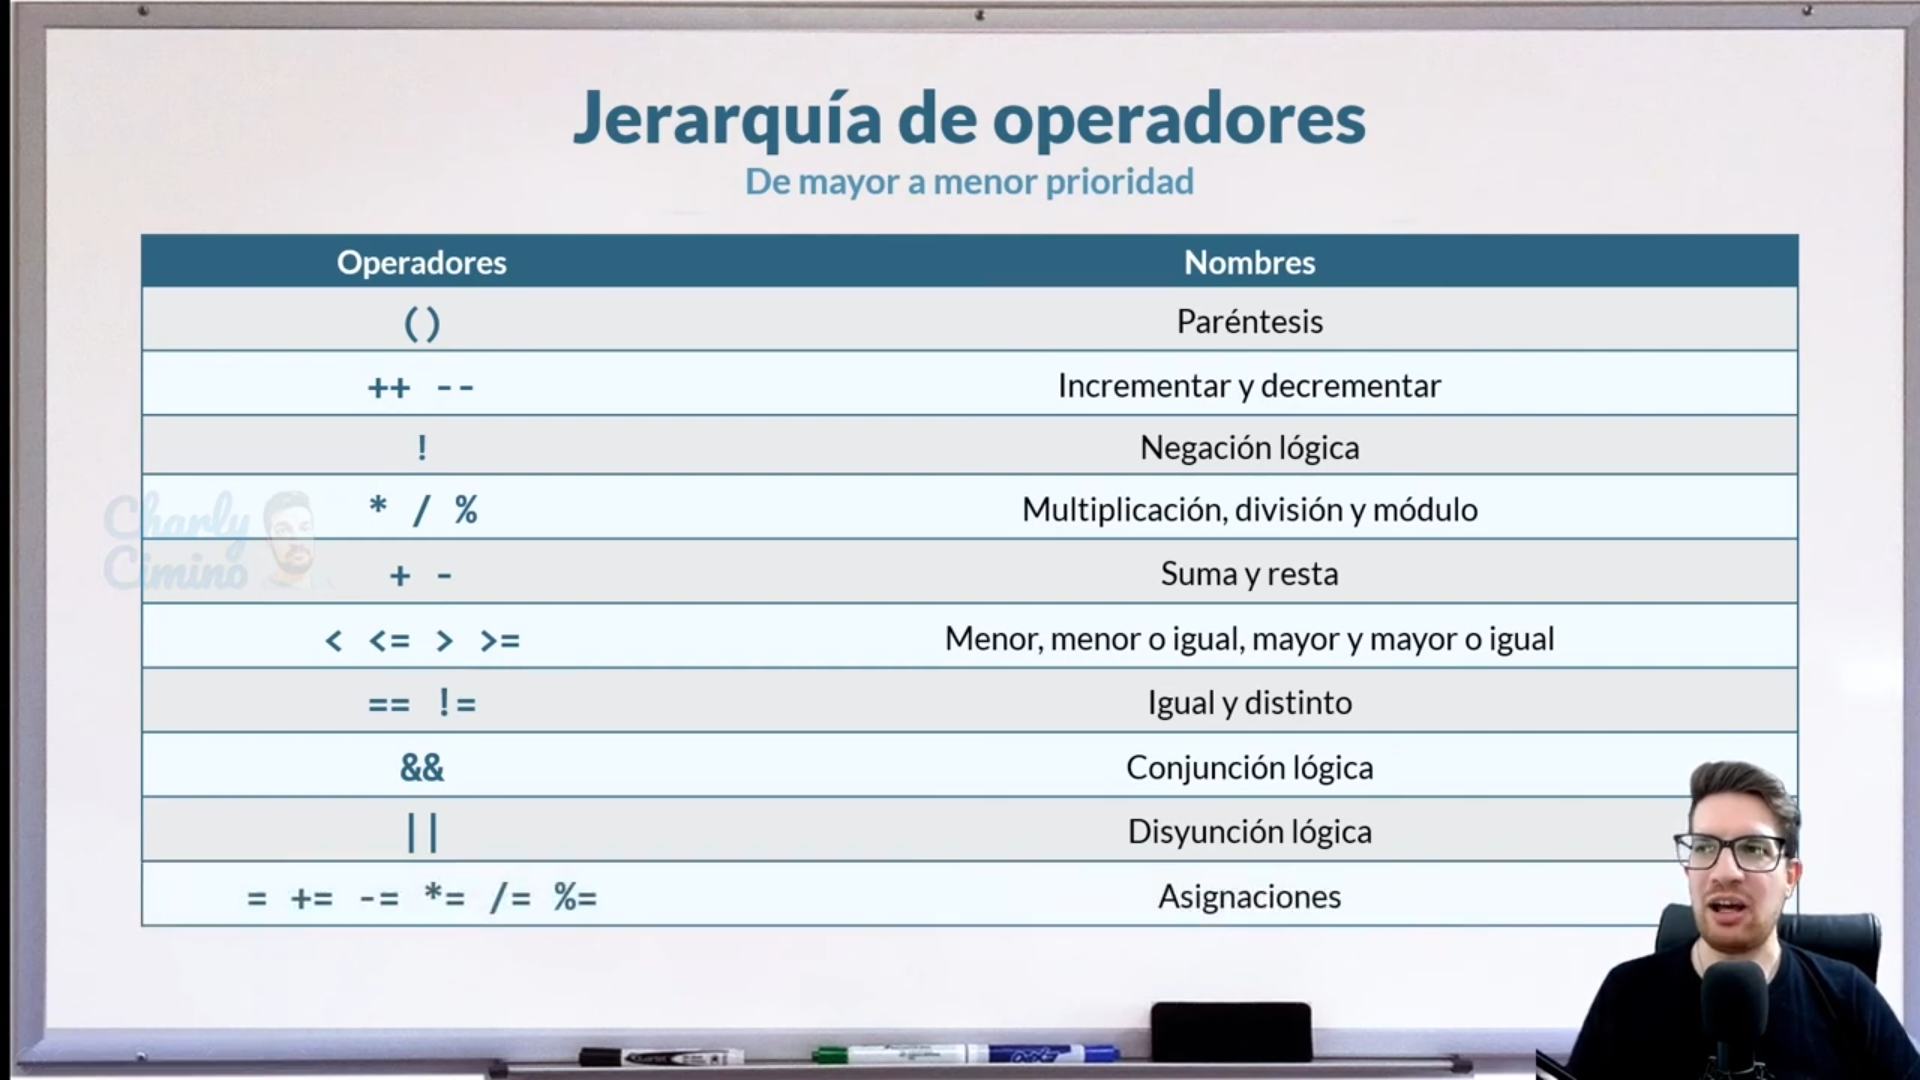 Jerarquía de operadores
De mayor a menor prioridad
Operadores Nombres
( ) Paréntesis
++ -- Incrementar y decrementar
! Negación lógica
* / % Multiplicación, división y módulo
+ - Suma y resta
< <= > >= Menor, menor o igual, mayor y mayor o igual
== != Igual y distinto
&& Conjunción lógica
|| Disyunción lógica
= += -= *= /= %= Asignaciones
Charly
Cimino